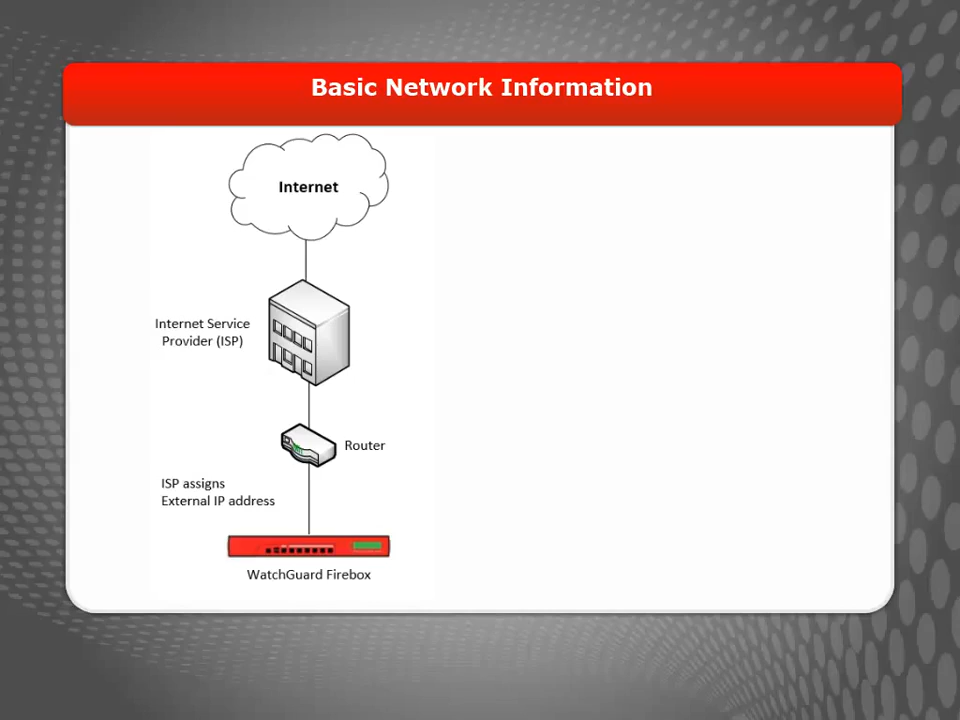 Basic Network Information
Internet
Internet Service
Provider (ISP)
Router
ISP assigns
External IP address
WatchGuard Firebox